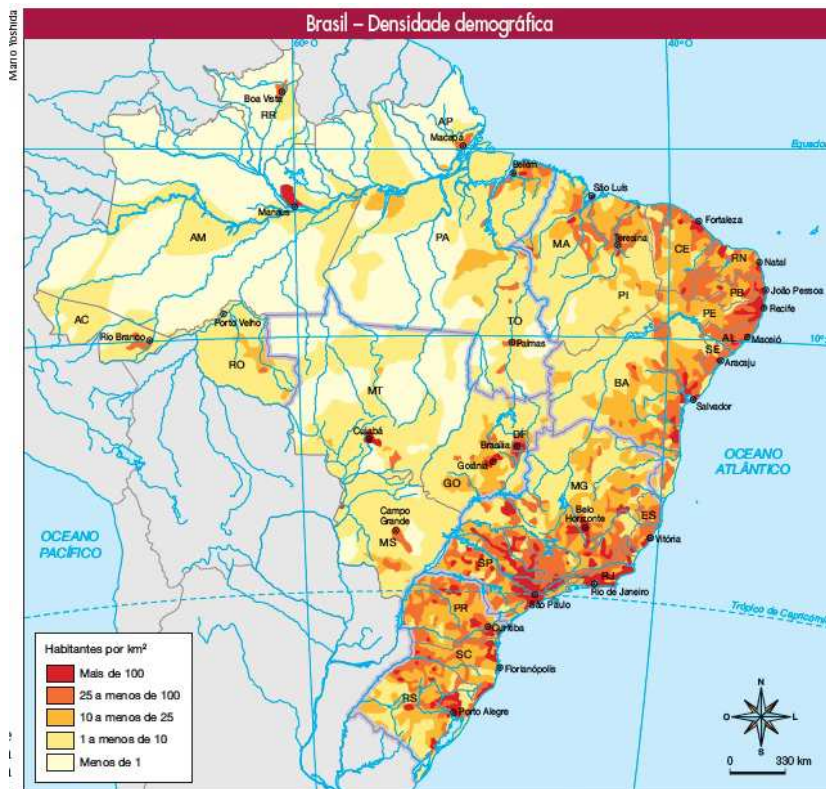 Brasil – Densidade demográfica
Mario Yoshida
60º O
40º O
Boa Vista
RR
AP
Macapá
Equador
Belém
São Luís
Manaus
Fortaleza
AM
PA
MA
Teresina
CE
RN
Natal
PB
João Pessoa
PI
PE
Recife
AC
Porto Velho
TO
Rio Branco
Palmas
AL
Maceió
10º
SE
Aracaju
RO
MT
BA
Salvador
Cuiabá
DF
Brasília
Goiânia
OCEANO
ATLÂNTICO
GO
MG
Campo
Grande
Belo
Horizonte
ES
OCEANO
PACÍFICO
MS
Vitória
SP
RJ
Rio de Janeiro
São Paulo
PR
Trópico de Capricórnio
Curitiba
SC
Florianópolis
RS
Porto Alegre
Habitantes por km²
Mais de 100
25 a menos de 100
10 a menos de 25
1 a menos de 10
Menos de 1
N
O
L
S
0
330 km